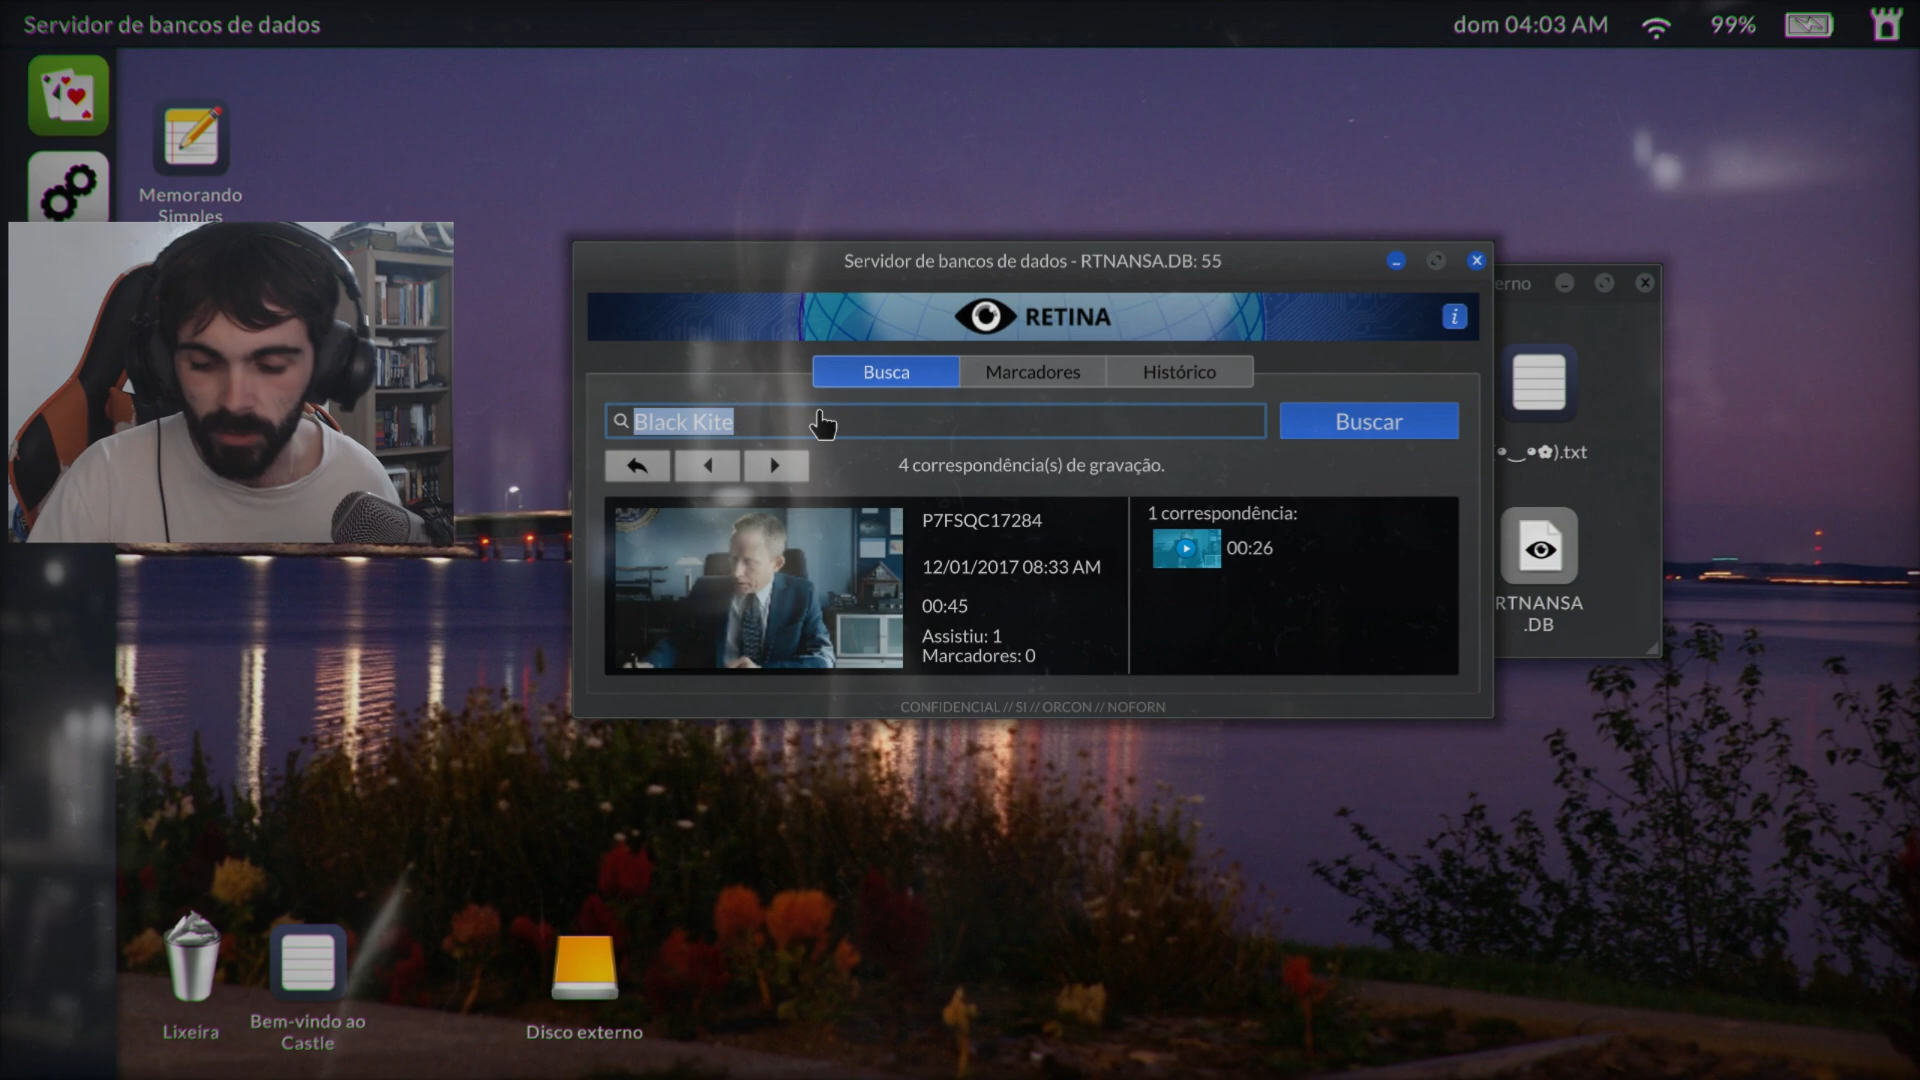 Servidor de bancos de dados
dom 04:03 AM
99%
Memorando
Simples
Servidor de bancos de dados - RTNANSA.DB: 55
erno
RETINA
i
Busca
Marcadores
Histórico
Black Kite
Buscar
4 correspondência(s) de gravação.
P7FSQC17284
12/01/2017 08:33 AM
00:45
Assistiu: 1
Marcadores: 0
1 correspondência:
00:26
CONFIDENCIAL // SI // ORCON // NOFORN
•‿•✿).txt
RTNANSA
.DB
Lixeira
Bem-vindo ao
Castle
Disco externo